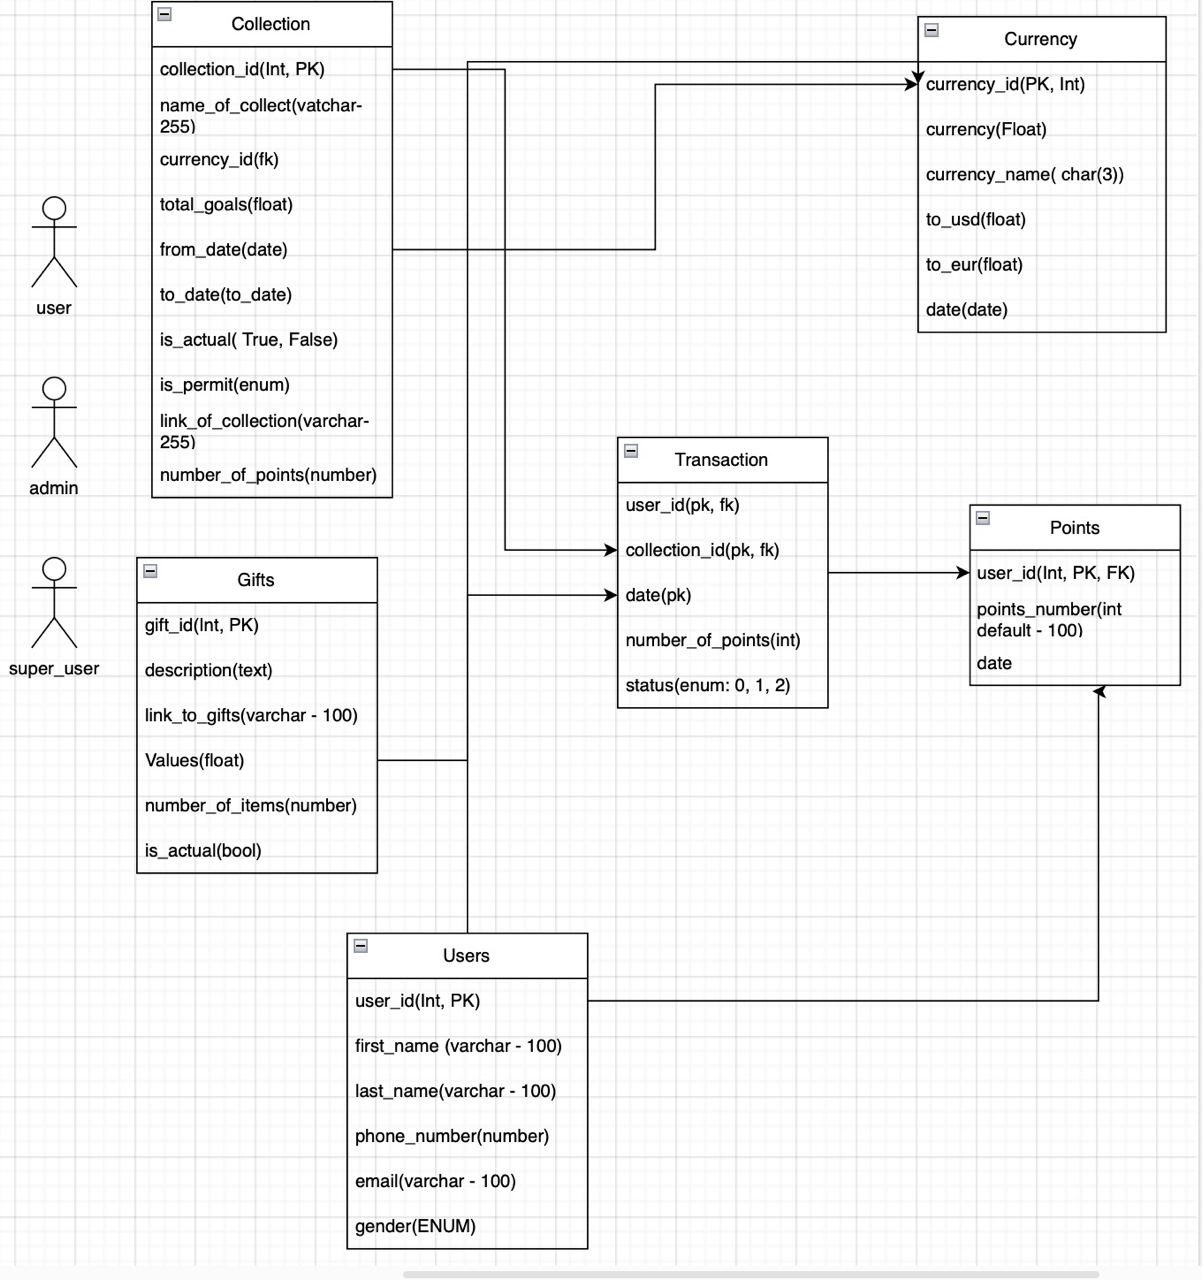 Collection
collection_id(Int, PK)
name_of_collect(vatchar-
255)
currency_id(fk)
total_goals(float)
from_date(date)
to_date(to_date)
is_actual( True, False)
is_permit(enum)
link_of_collection(varchar-
255)
number_of_points(number)
Currency
currency_id(PK, Int)
currency(Float)
currency_name( char(3))
to_usd(float)
to_eur(float)
date(date)
user
admin
super_user
Transaction
user_id(pk, fk)
collection_id(pk, fk)
date(pk)
number_of_points(int)
status(enum: 0, 1, 2)
Points
user_id(Int, PK, FK)
points_number(int
default - 100)
date
Gifts
gift_id(Int, PK)
description(text)
link_to_gifts(varchar - 100)
Values(float)
number_of_items(number)
is_actual(bool)
Users
user_id(Int, PK)
first_name (varchar - 100)
last_name(varchar - 100)
phone_number(number)
email(varchar - 100)
gender(ENUM)